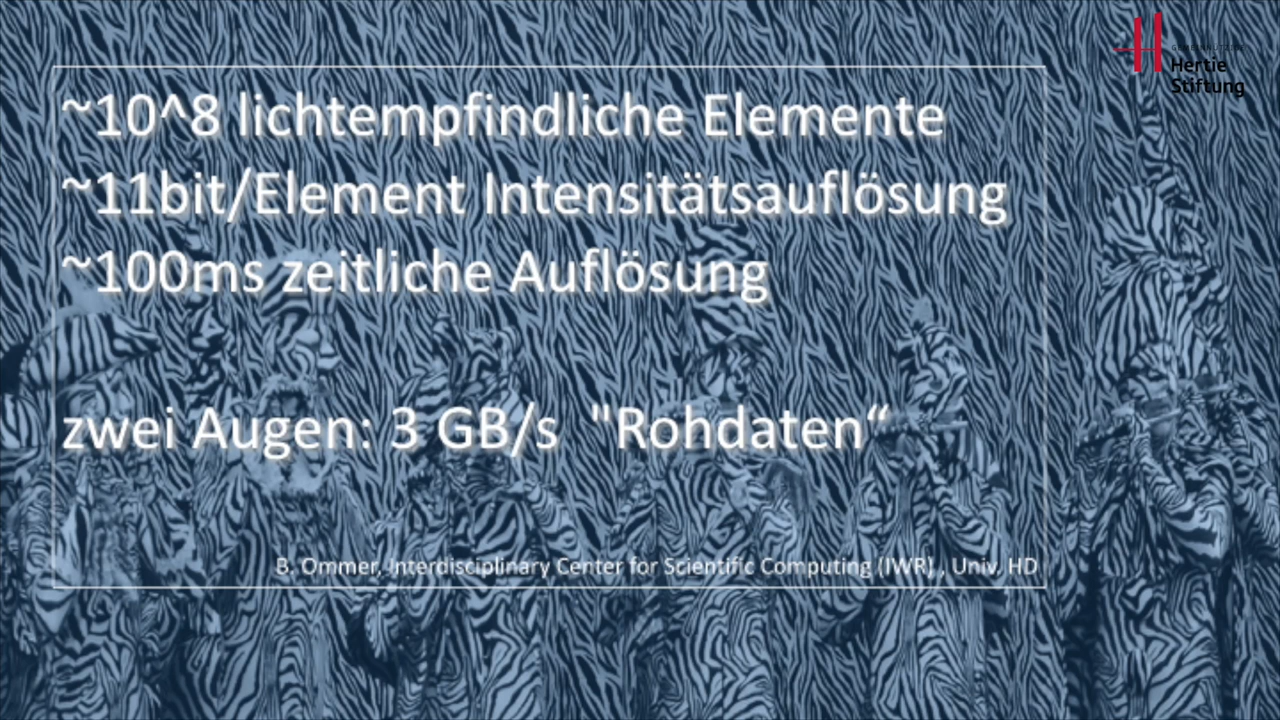 ~10^8 lichtempfindliche Elemente
~11bit/Element Intensitätsauflösung
~100ms zeitliche Auflösung
zwei Augen: 3 GB/s "Rohdaten“
B. Ommer, Interdisciplinary Center for Scientific Computing (IWR) , Univ. HD
GEMEINNÜTZIGE
Hertie
Stiftung